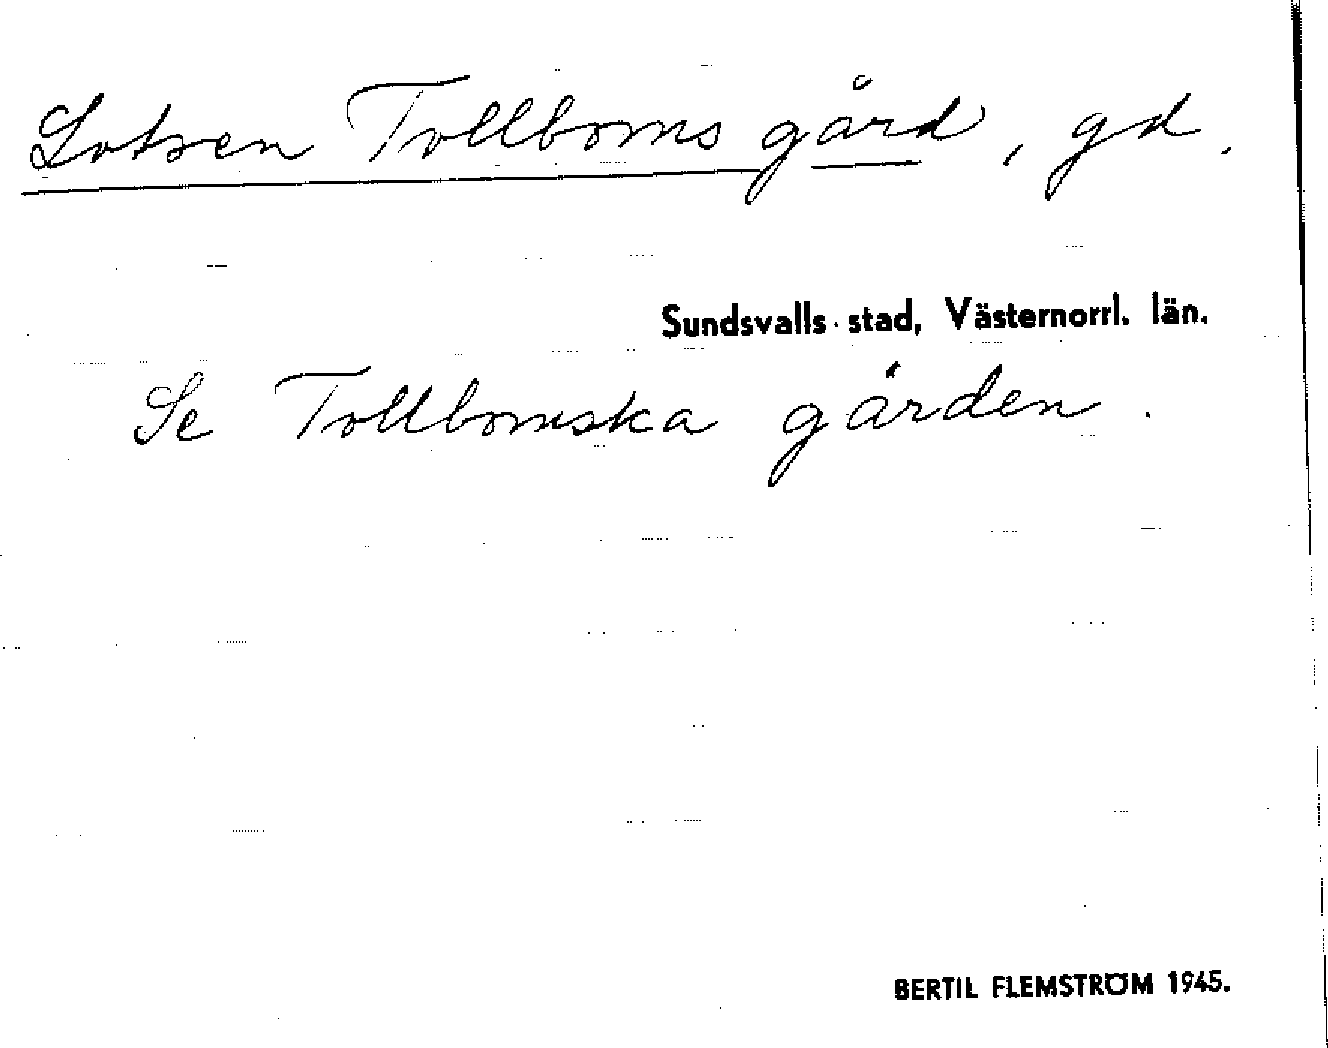 Lotsen Tollboms gård, gd.
Sundsvalls stad, Västernorrl. län.
Se Tollbomska gården.
BERTIL FLEMSTRÖM 1945.